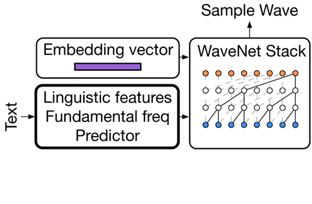 Sample Wave
Embedding vector
WaveNet Stack
Text
Linguistic features
Fundamental freq
Predictor